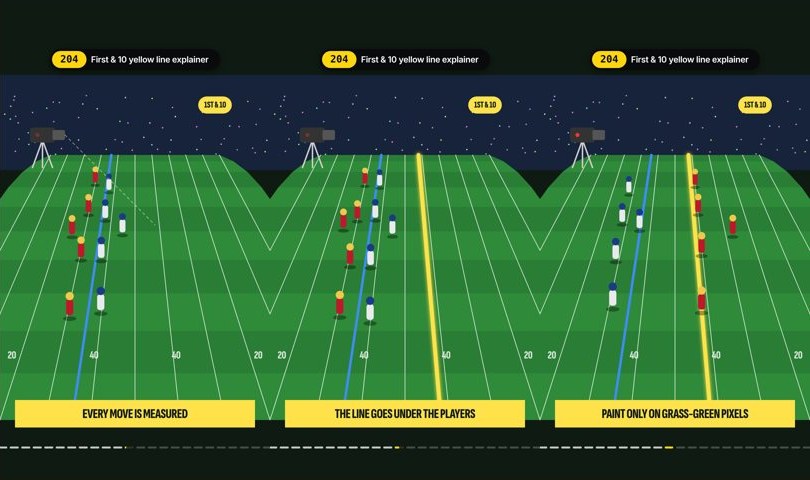 204 First & 10 yellow line explainer
1ST & 10
20 40 40 20
EVERY MOVE IS MEASURED
204 First & 10 yellow line explainer
1ST & 10
20 40 40 20
THE LINE GOES UNDER THE PLAYERS
204 First & 10 yellow line explainer
1ST & 10
20 40 40 20
PAINT ONLY ON GRASS-GREEN PIXELS